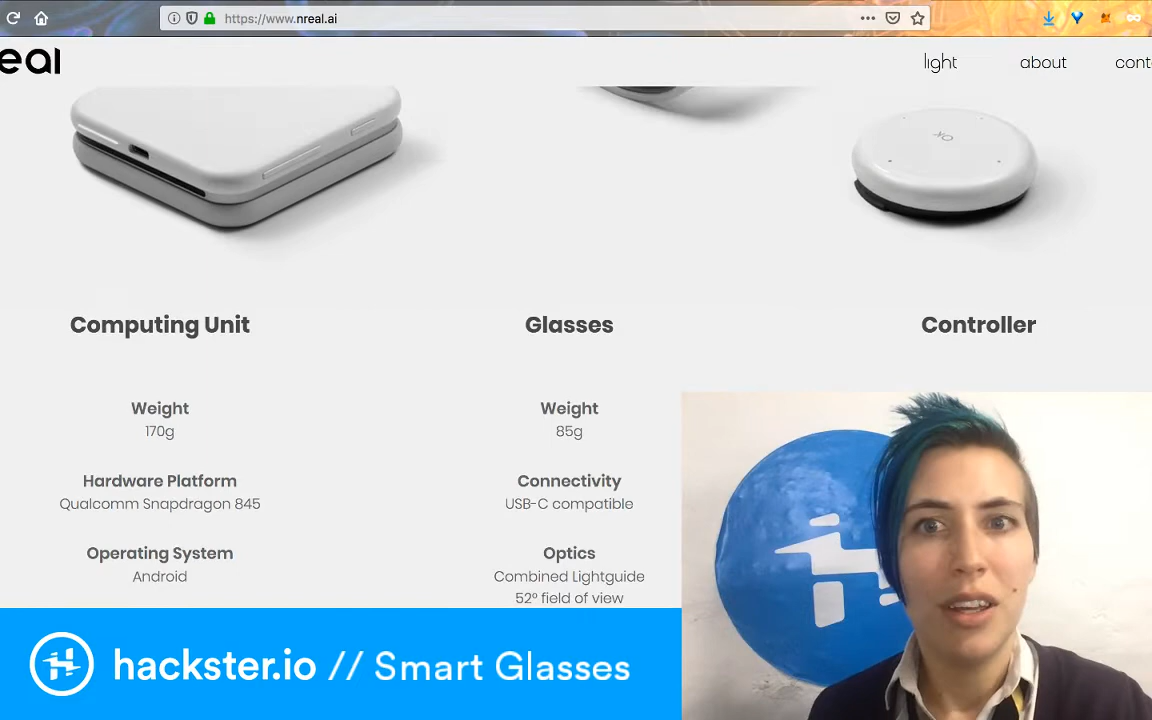 https://www.nreal.ai
eal
light
about
cont
Computing Unit
Glasses
Controller
Weight
170g
Weight
85g
Hardware Platform
Qualcomm Snapdragon 845
Connectivity
USB-C compatible
Operating System
Android
Optics
Combined Lightguide
52° field of view
hackster.io // Smart Glasses